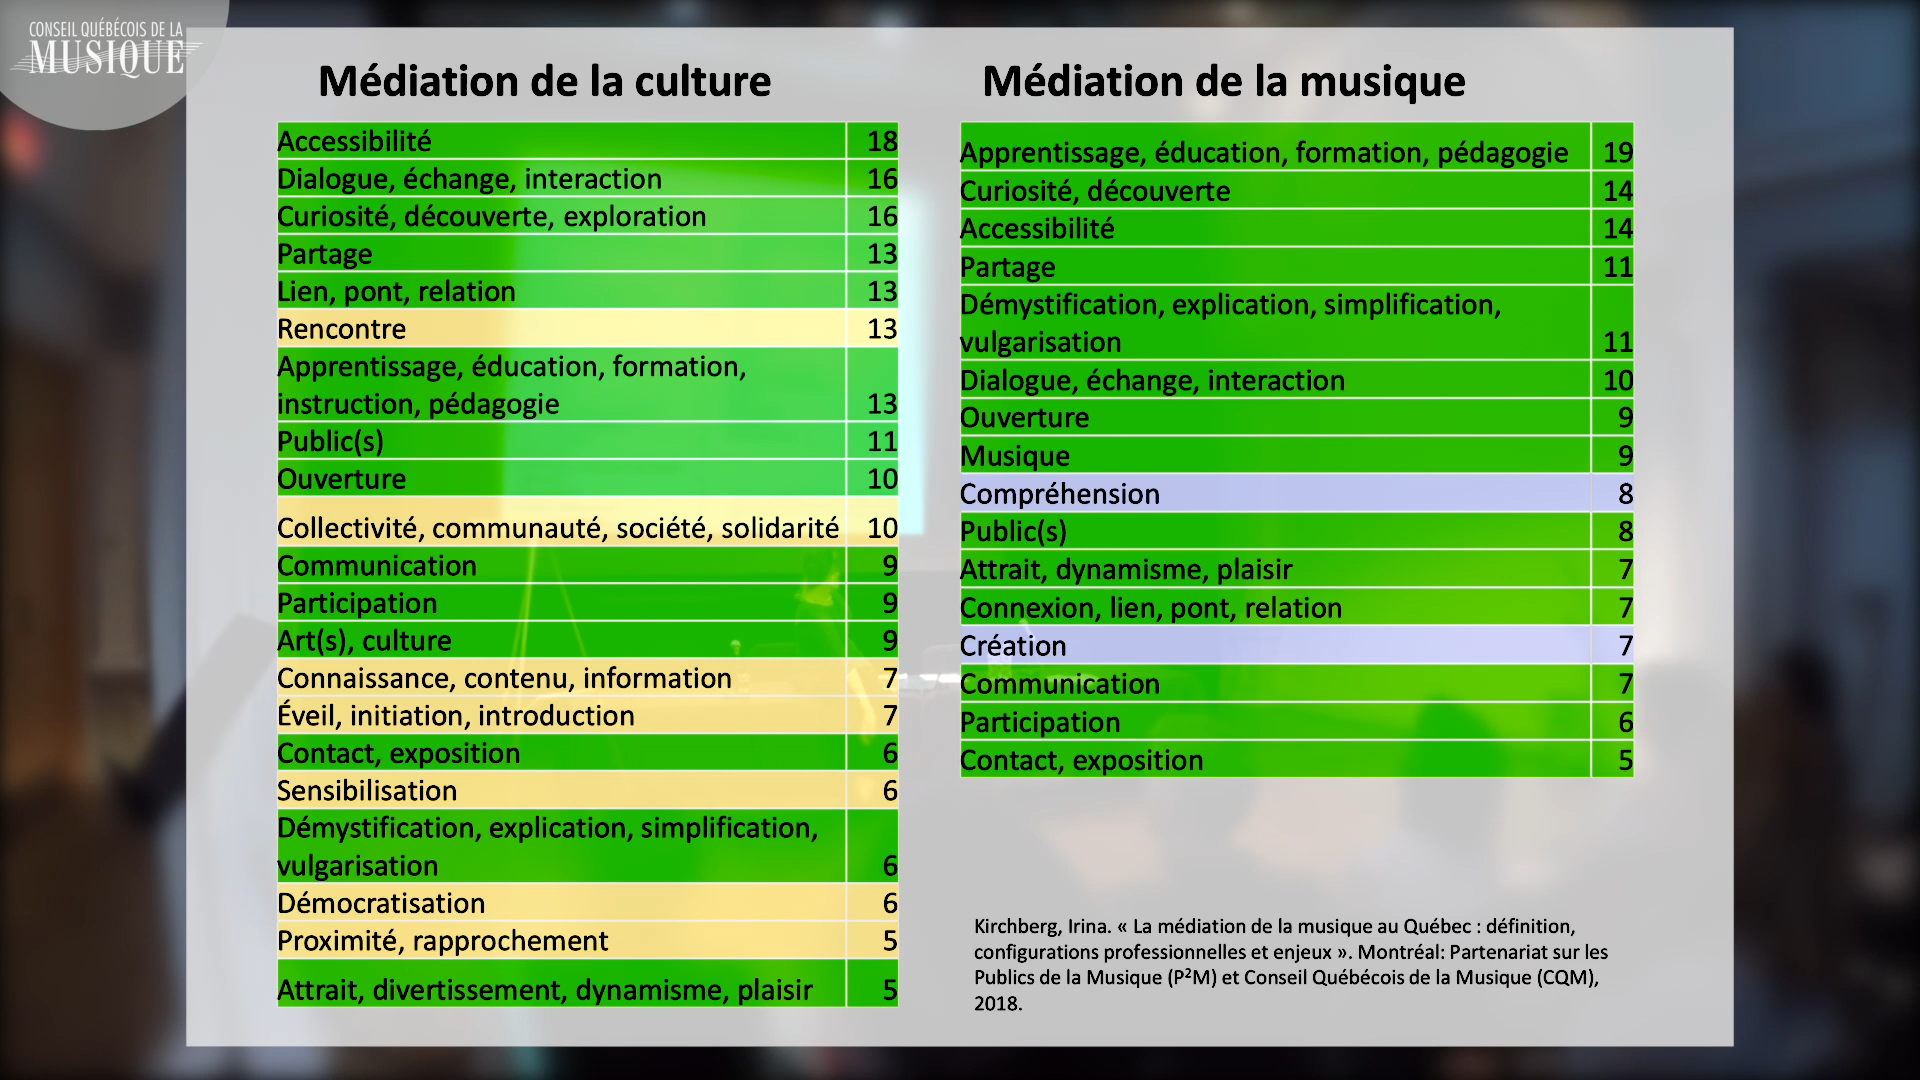 CONSEIL QUÉBÉCOIS DE LA
MUSIQUE
Médiation de la culture
Accessibilité 18
Dialogue, échange, interaction 16
Curiosité, découverte, exploration 16
Partage 13
Lien, pont, relation 13
Rencontre 13
Apprentissage, éducation, formation,
instruction, pédagogie 13
Public(s) 11
Ouverture 10
Collectivité, communauté, société, solidarité 10
Communication 9
Participation 9
Art(s), culture 9
Connaissance, contenu, information 7
Éveil, initiation, introduction 7
Contact, exposition 6
Sensibilisation 6
Démystification, explication, simplification,
vulgarisation 6
Démocratisation 6
Proximité, rapprochement 5
Attrait, divertissement, dynamisme, plaisir 5
Médiation de la musique
Apprentissage, éducation, formation, pédagogie 19
Curiosité, découverte 14
Accessibilité 14
Partage 11
Démystification, explication, simplification,
vulgarisation 11
Dialogue, échange, interaction 10
Ouverture 9
Musique 9
Compréhension 8
Public(s) 8
Attrait, dynamisme, plaisir 7
Connexion, lien, pont, relation 7
Création 7
Communication 7
Participation 6
Contact, exposition 5
Kirchberg, Irina. « La médiation de la musique au Québec : définition,
configurations professionnelles et enjeux ». Montréal: Partenariat sur les
Publics de la Musique (P²M) et Conseil Québécois de la Musique (CQM),
2018.